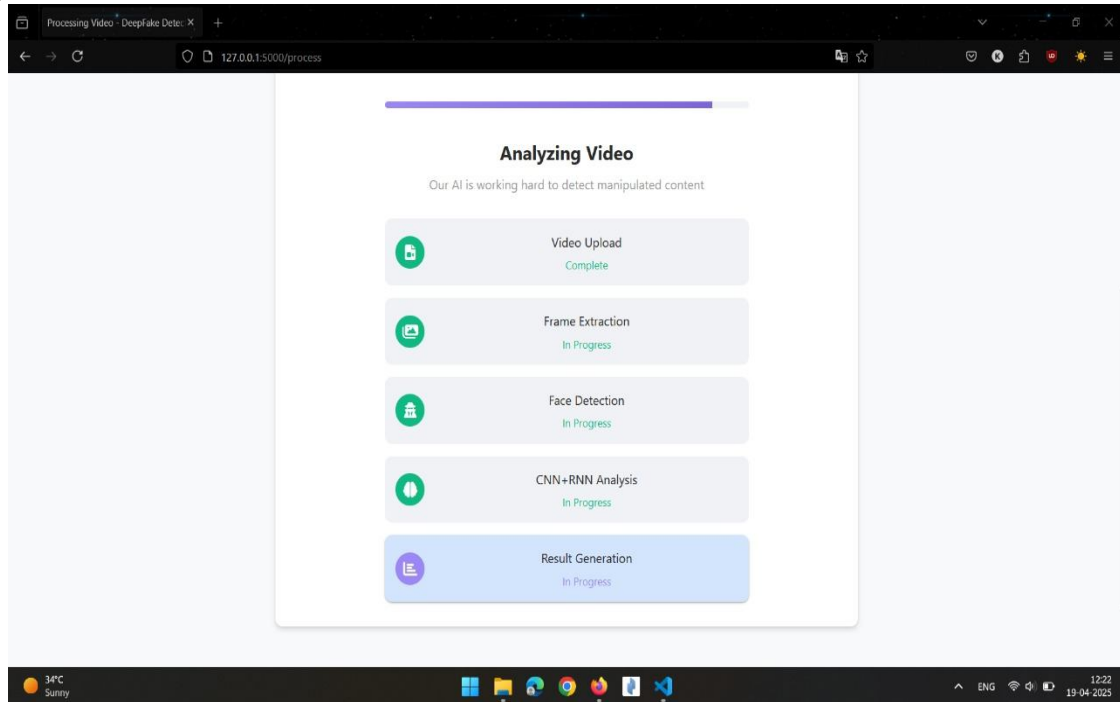 Processing Video - DeepFake Detec
127.0.0.1:5000/process
Analyzing Video
Our AI is working hard to detect manipulated content
Video Upload
Complete
Frame Extraction
In Progress
Face Detection
In Progress
CNN+RNN Analysis
In Progress
Result Generation
In Progress
34°C
Sunny
ENG
12:22
19-04-2025